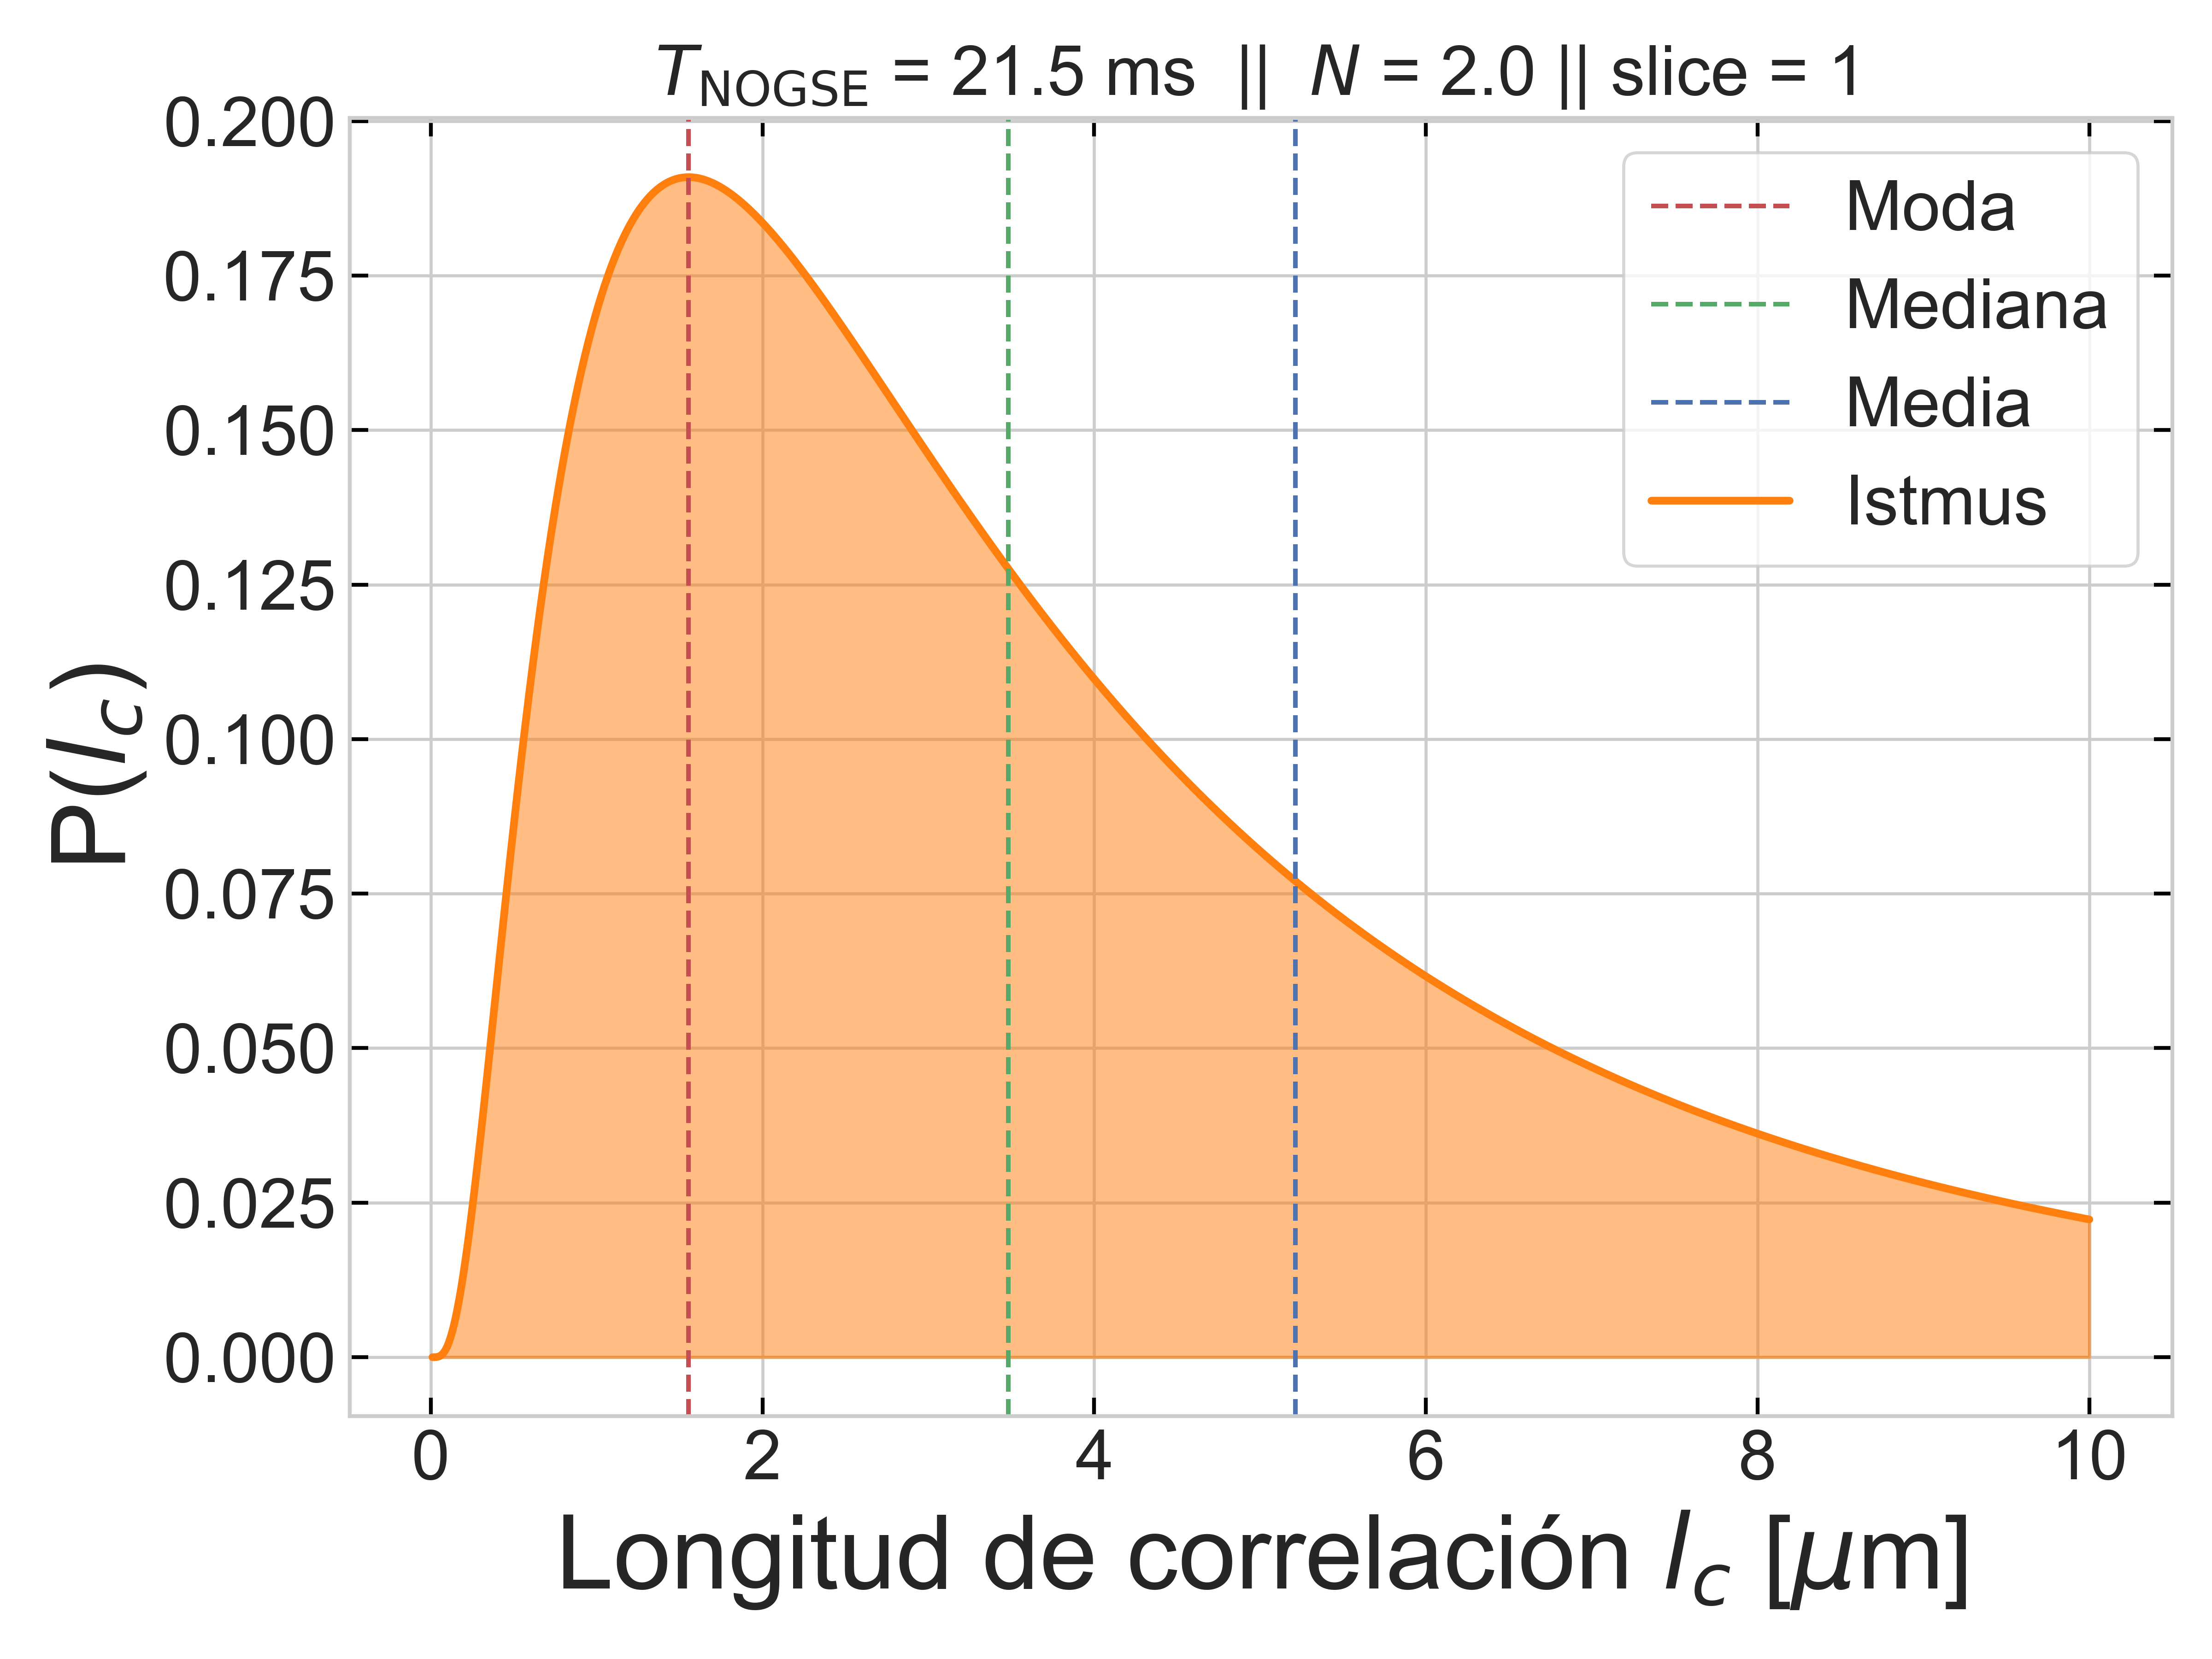 T_NOGSE = 21.5 ms || N = 2.0 || slice = 1
0.200
0.175
0.150
0.125
0.100
0.075
0.050
0.025
0.000
P(l_c)
Moda
Mediana
Media
Istmus
0 2 4 6 8 10
Longitud de correlación l_c [μm]